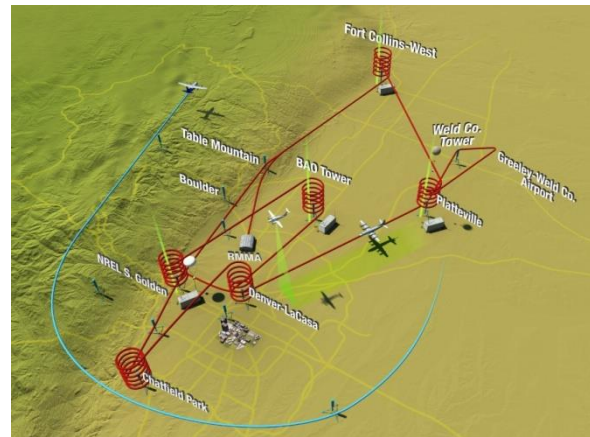 Fort Collins-West
Table Mountain
Weld Co.
Tower
BAO Tower
Greeley-Weld Co.
Airport
Boulder
Platteville
RMMA
NREL S. Golden
Denver-LaCasa
Chatfield Park